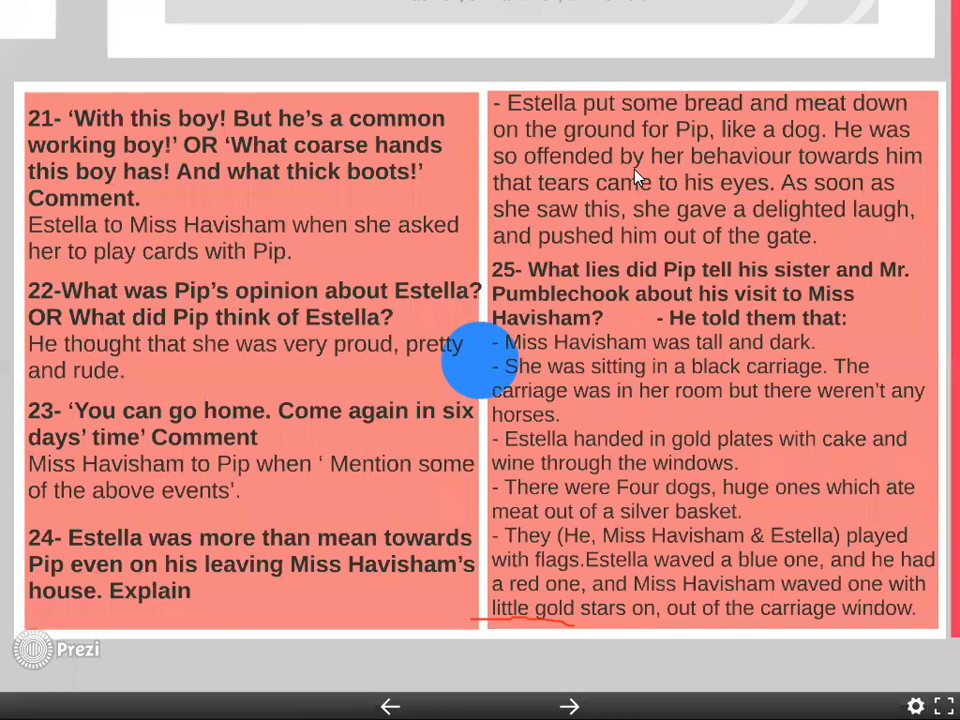 21- ‘With this boy! But he’s a common
working boy!’ OR ‘What coarse hands
this boy has! And what thick boots!’
Comment.
Estella to Miss Havisham when she asked
her to play cards with Pip.
22-What was Pip’s opinion about Estella?
OR What did Pip think of Estella?
He thought that she was very proud, pretty
and rude.
23- ‘You can go home. Come again in six
days’ time’ Comment
Miss Havisham to Pip when ‘ Mention some
of the above events’.
24- Estella was more than mean towards
Pip even on his leaving Miss Havisham’s
house. Explain
- Estella put some bread and meat down
on the ground for Pip, like a dog. He was
so offended by her behaviour towards him
that tears came to his eyes. As soon as
she saw this, she gave a delighted laugh,
and pushed him out of the gate.
25- What lies did Pip tell his sister and Mr.
Pumblechook about his visit to Miss
Havisham? - He told them that:
- Miss Havisham was tall and dark.
- She was sitting in a black carriage. The
carriage was in her room but there weren’t any
horses.
- Estella handed in gold plates with cake and
wine through the windows.
- There were Four dogs, huge ones which ate
meat out of a silver basket.
- They (He, Miss Havisham & Estella) played
with flags.Estella waved a blue one, and he had
a red one, and Miss Havisham waved one with
little gold stars on, out of the carriage window.
Prezi